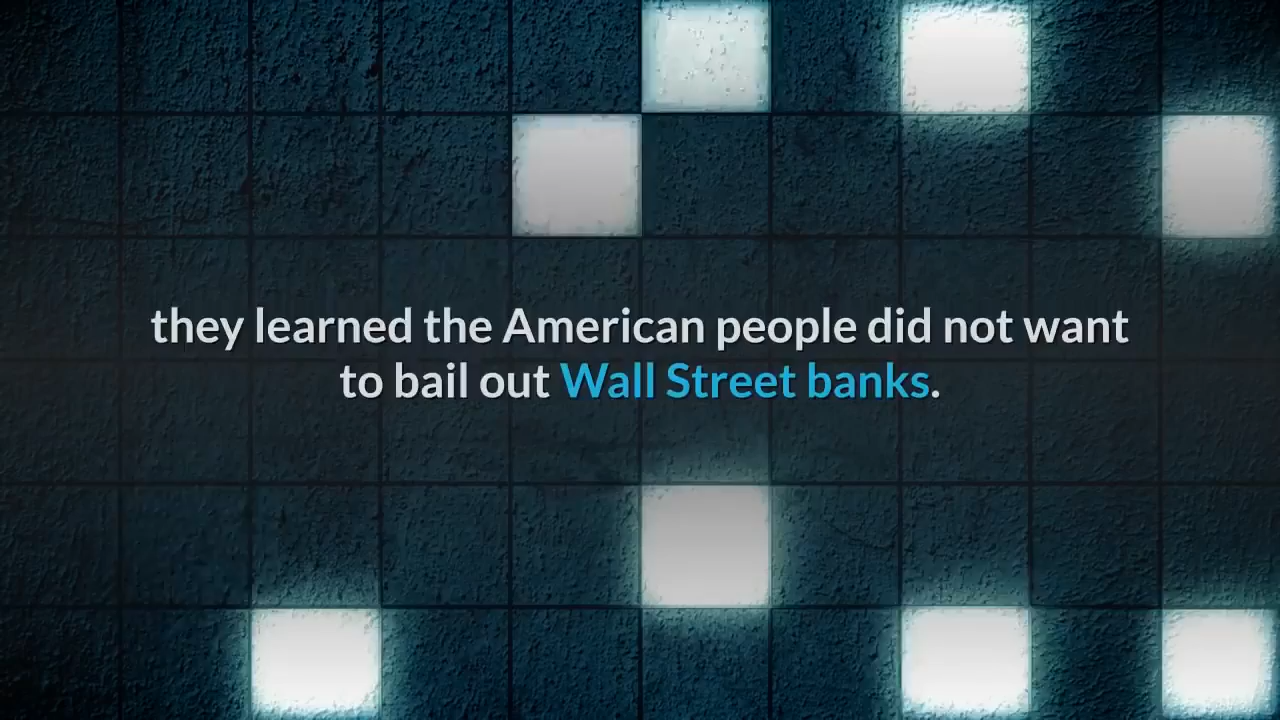 they learned the American people did not want
to bail out Wall Street banks.